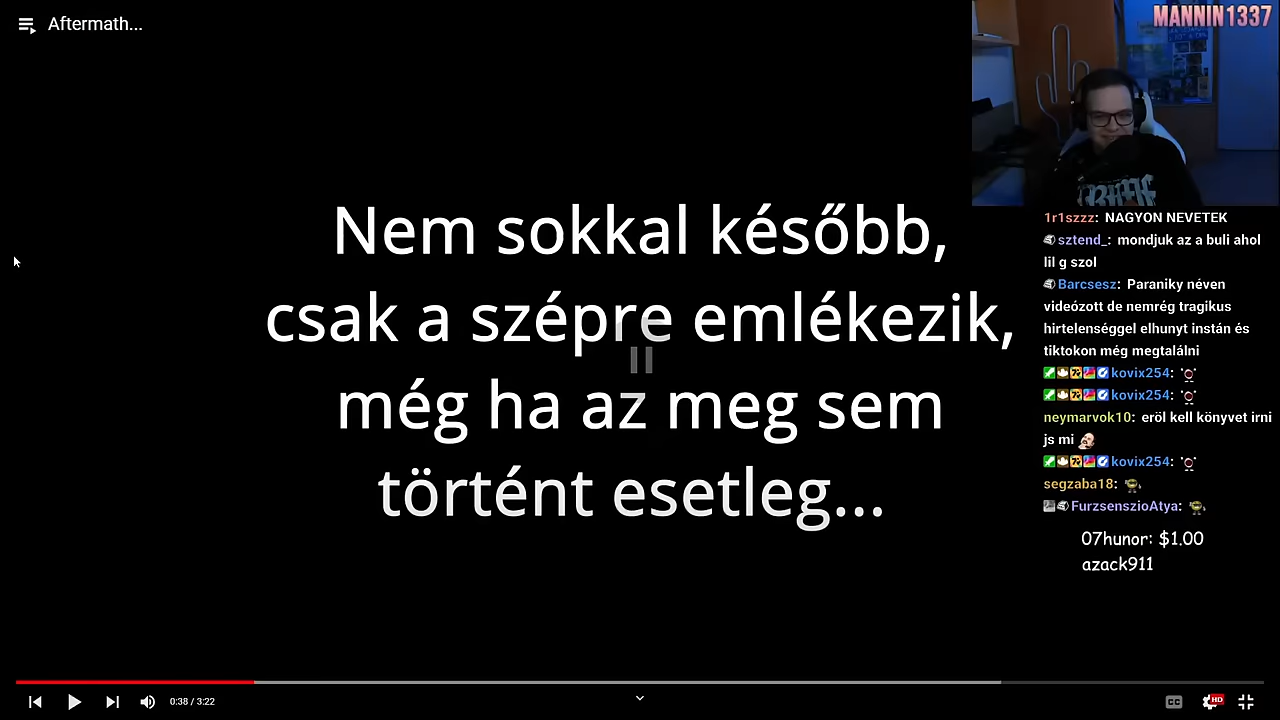 Aftermath...
MANNIN1337
Nem sokkal később,
csak a szépre emlékezik,
még ha az meg sem
történt esetleg...
1r1szzz: NAGYON NEVETEK
sztend_: mondjuk az a buli ahol
lil g szol
Barcsesz: Paraniky néven
videózott de nemrég tragikus
hirtelenséggel elhunyt instán és
tiktokon még megtalálni
kovix254:
kovix254:
neymarvok10: eröl kell könyvet irni
js mi
kovix254:
segzaba18:
FurzsenszioAtya:
07hunor: $1.00
azack911
0:38 / 3:22
CC
HD